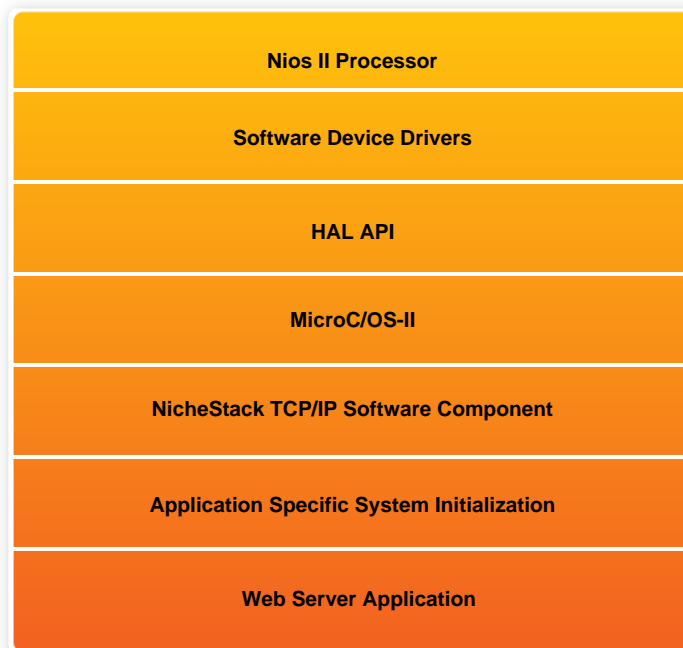 Nios II Processor
Software Device Drivers
HAL API
MicroC/OS-II
NicheStack TCP/IP Software Component
Application Specific System Initialization
Web Server Application